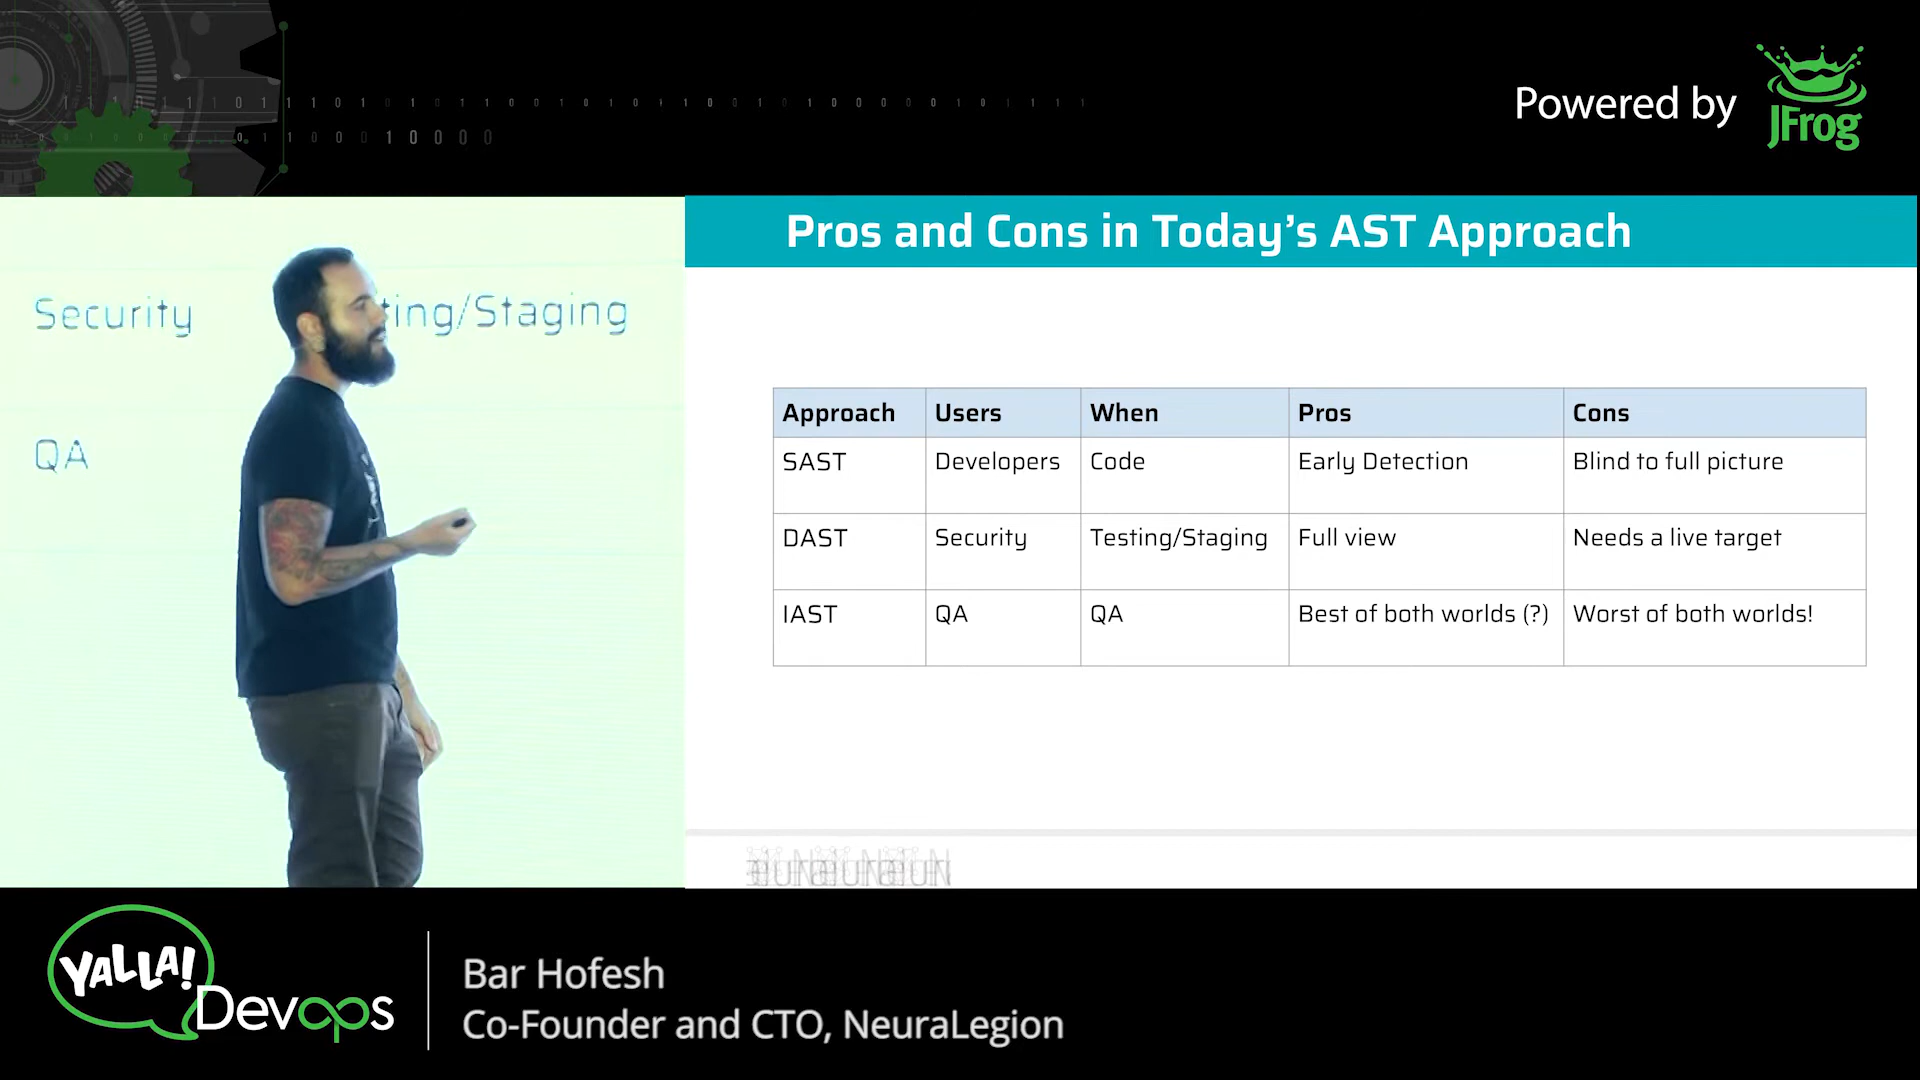 Powered by
JFrog
Security ting/Staging
QA
Pros and Cons in Today's AST Approach
Approach Users When Pros Cons
SAST Developers Code Early Detection Blind to full picture
DAST Security Testing/Staging Full view Needs a live target
IAST QA QA Best of both worlds (?) Worst of both worlds!
YALLA!
Devops
Bar Hofesh
Co-Founder and CTO, NeuraLegion